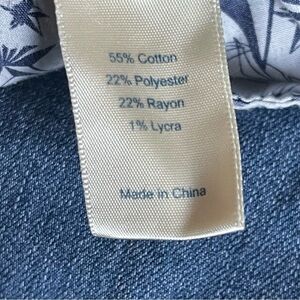 55% Cotton
22% Polyester
22% Rayon
1% Lycra
Made in China